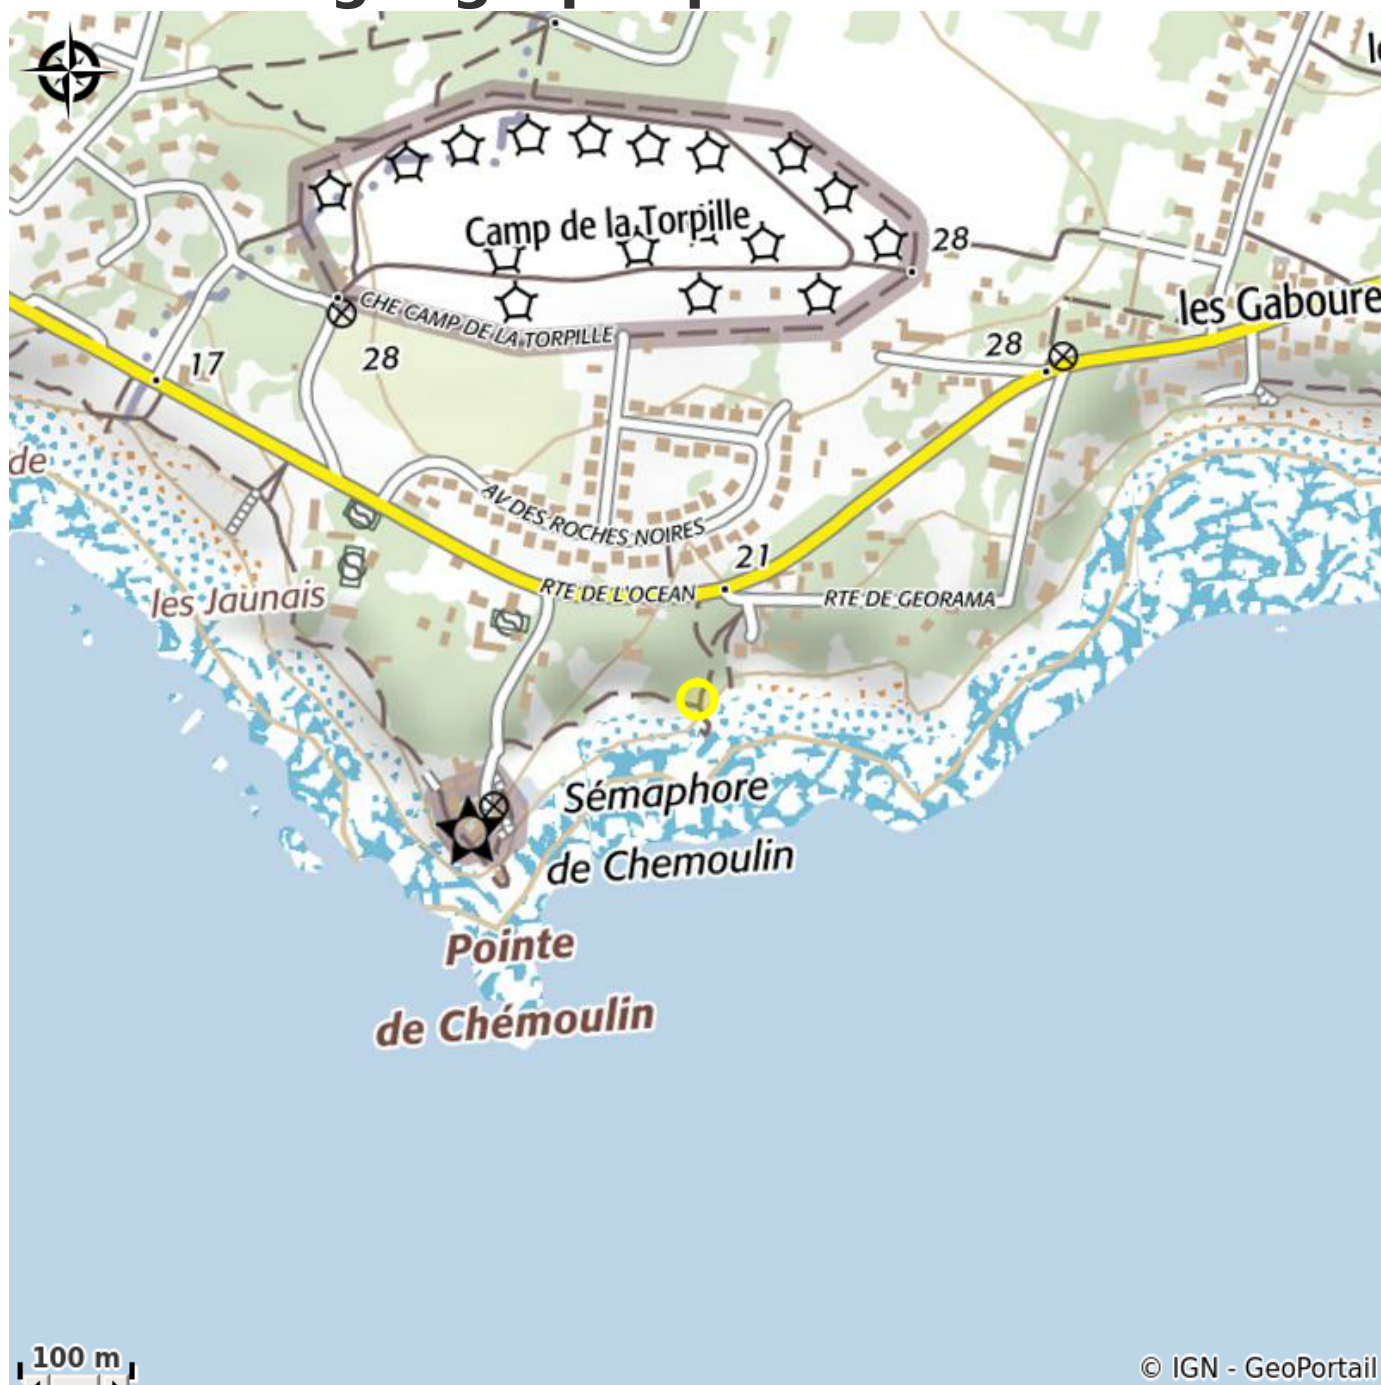 Camp de la Torpille
28
CHE CAMP DE LA TORPILLE
les Gaboure
28
17
28
de
AV DES ROCHES NOIRES
21
RTE DE L'OCEAN
RTE DE GEORAMA
les Jaunais
Sémaphore
de Chemoulin
Pointe
de Chémoulin
100 m
© IGN - GeoPortail